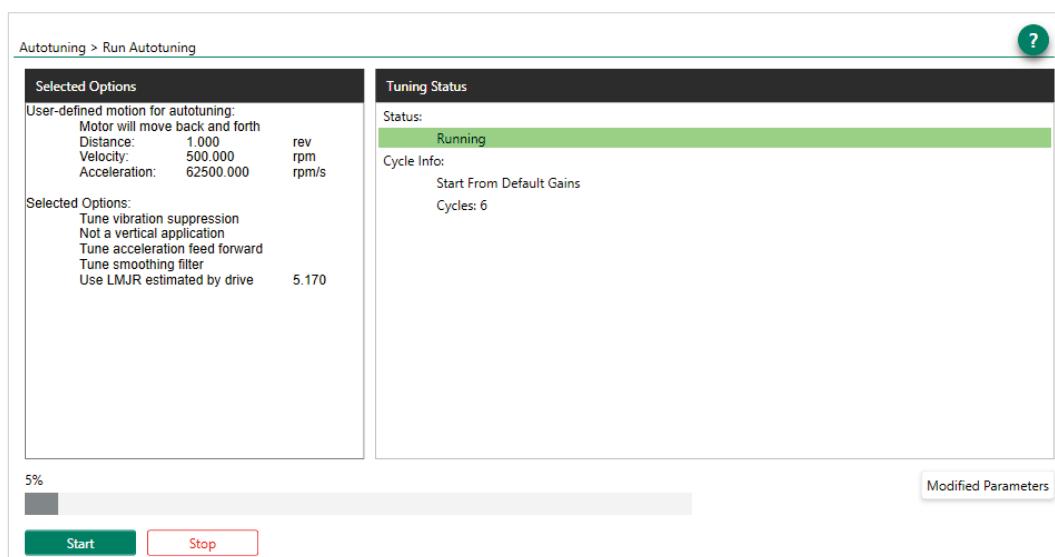 Autotuning > Run Autotuning
?
Selected Options
User-defined motion for autotuning:
Motor will move back and forth
Distance: 1.000 rev
Velocity: 500.000 rpm
Acceleration: 62500.000 rpm/s
Selected Options:
Tune vibration suppression
Not a vertical application
Tune acceleration feed forward
Tune smoothing filter
Use LMJR estimated by drive 5.170
Tuning Status
Status:
Running
Cycle Info:
Start From Default Gains
Cycles: 6
5%
Modified Parameters
Start Stop